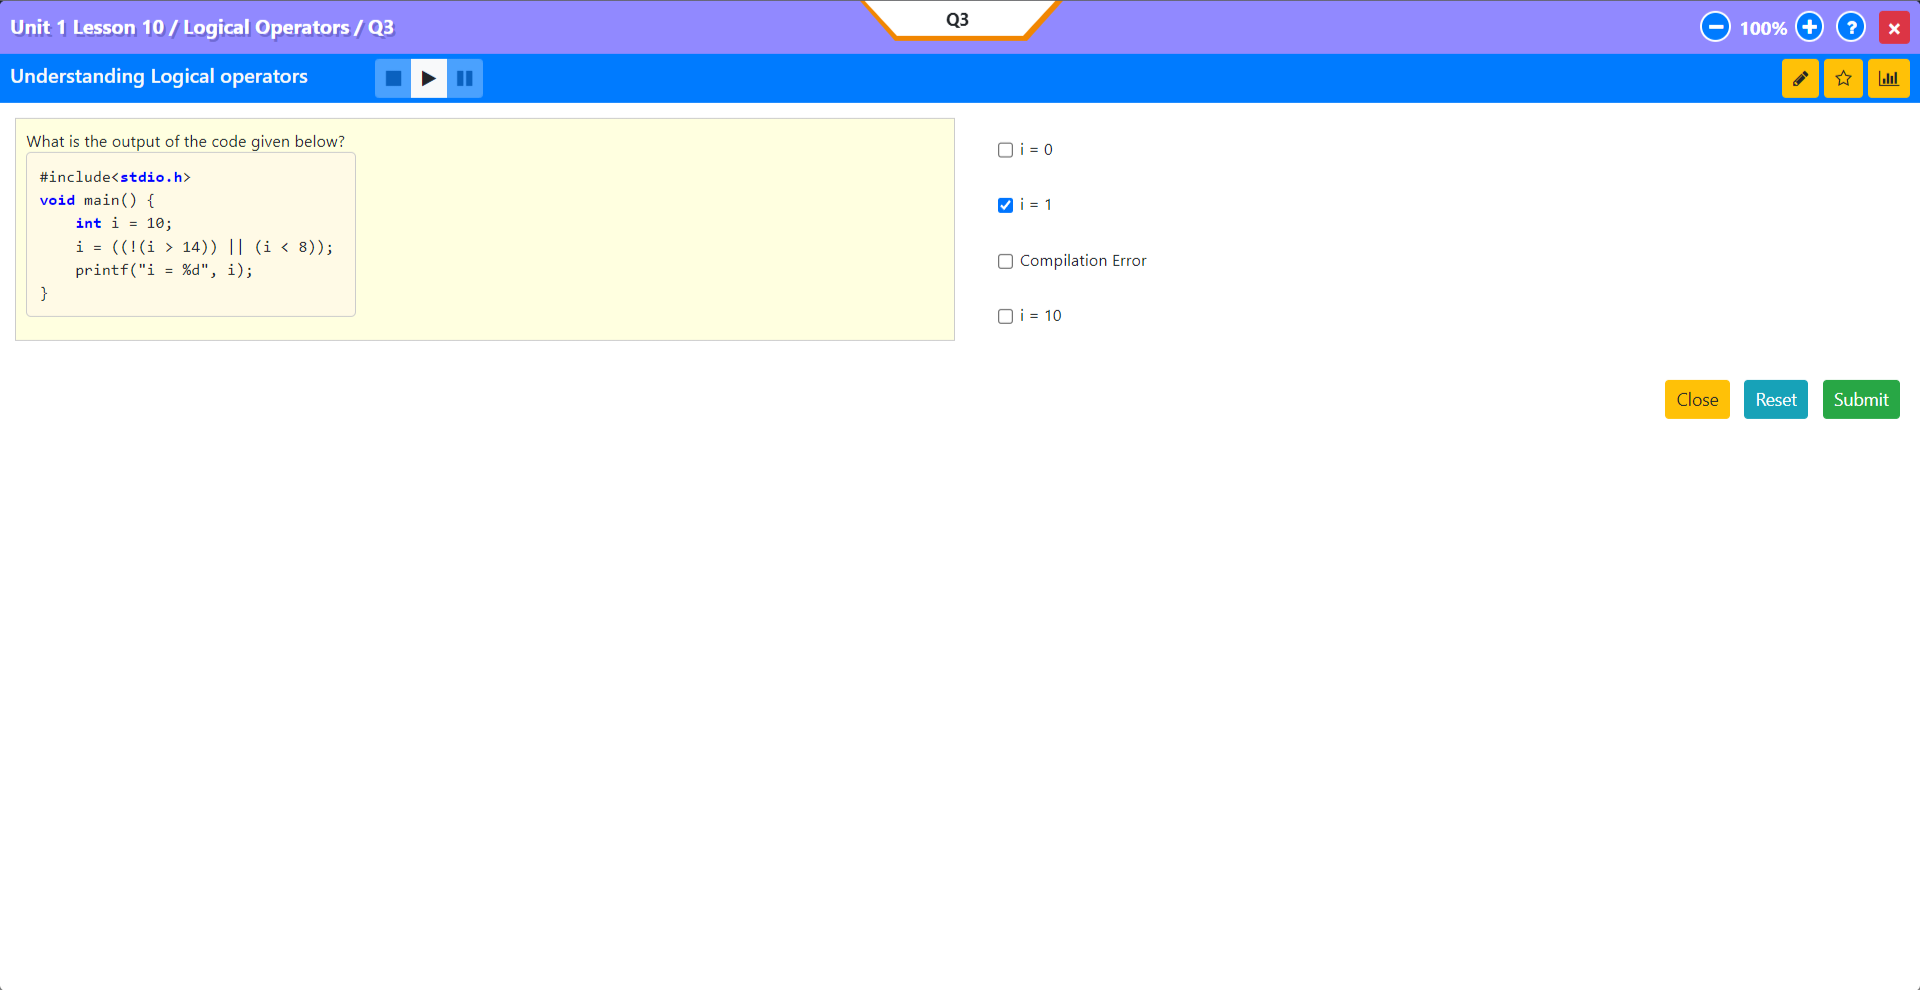 Unit 1 Lesson 10 / Logical Operators / Q3
Q3
100%
Understanding Logical operators
What is the output of the code given below?
#include<stdio.h>
void main() {
    int i = 10;
    i = ((!(i > 14)) || (i < 8));
    printf("i = %d", i);
}
i = 0
i = 1
Compilation Error
i = 10
Close
Reset
Submit